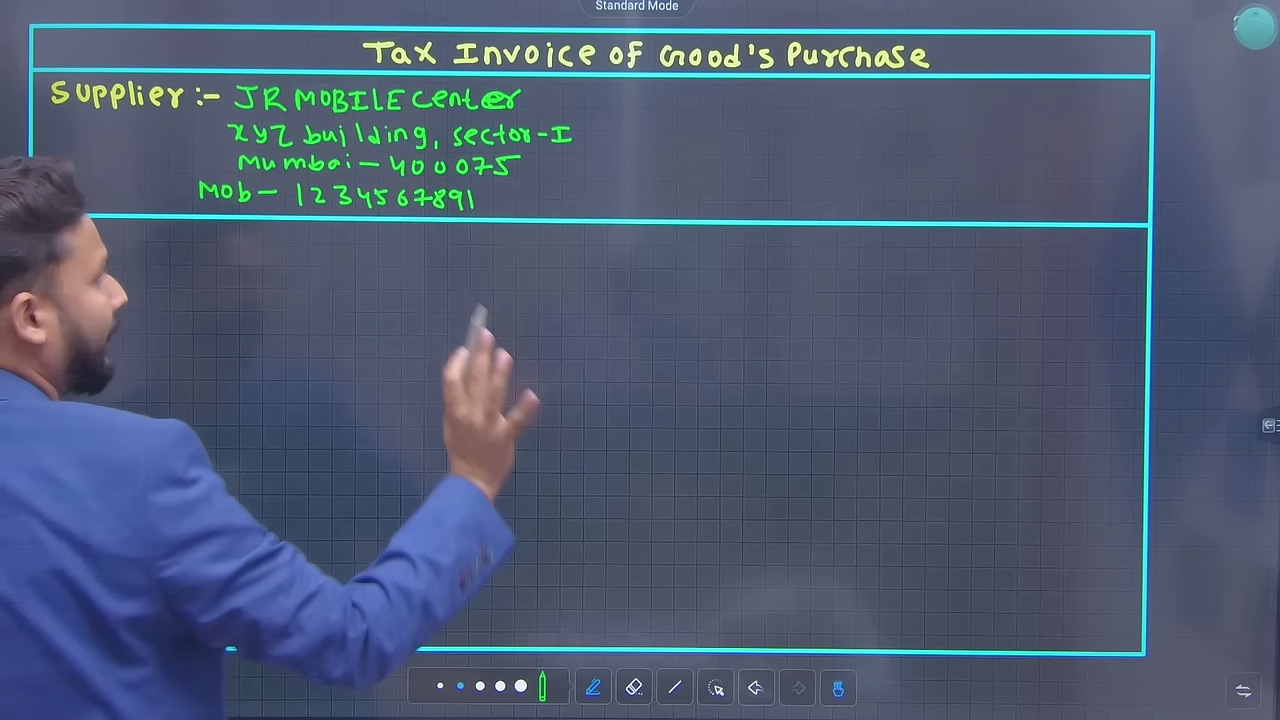 Standard Mode
Tax Invoice of Good's Purchase
Supplier :- JR MOBILE Center
xyz building, sector-I
Mumbai - 400075
Mob - 1234567891